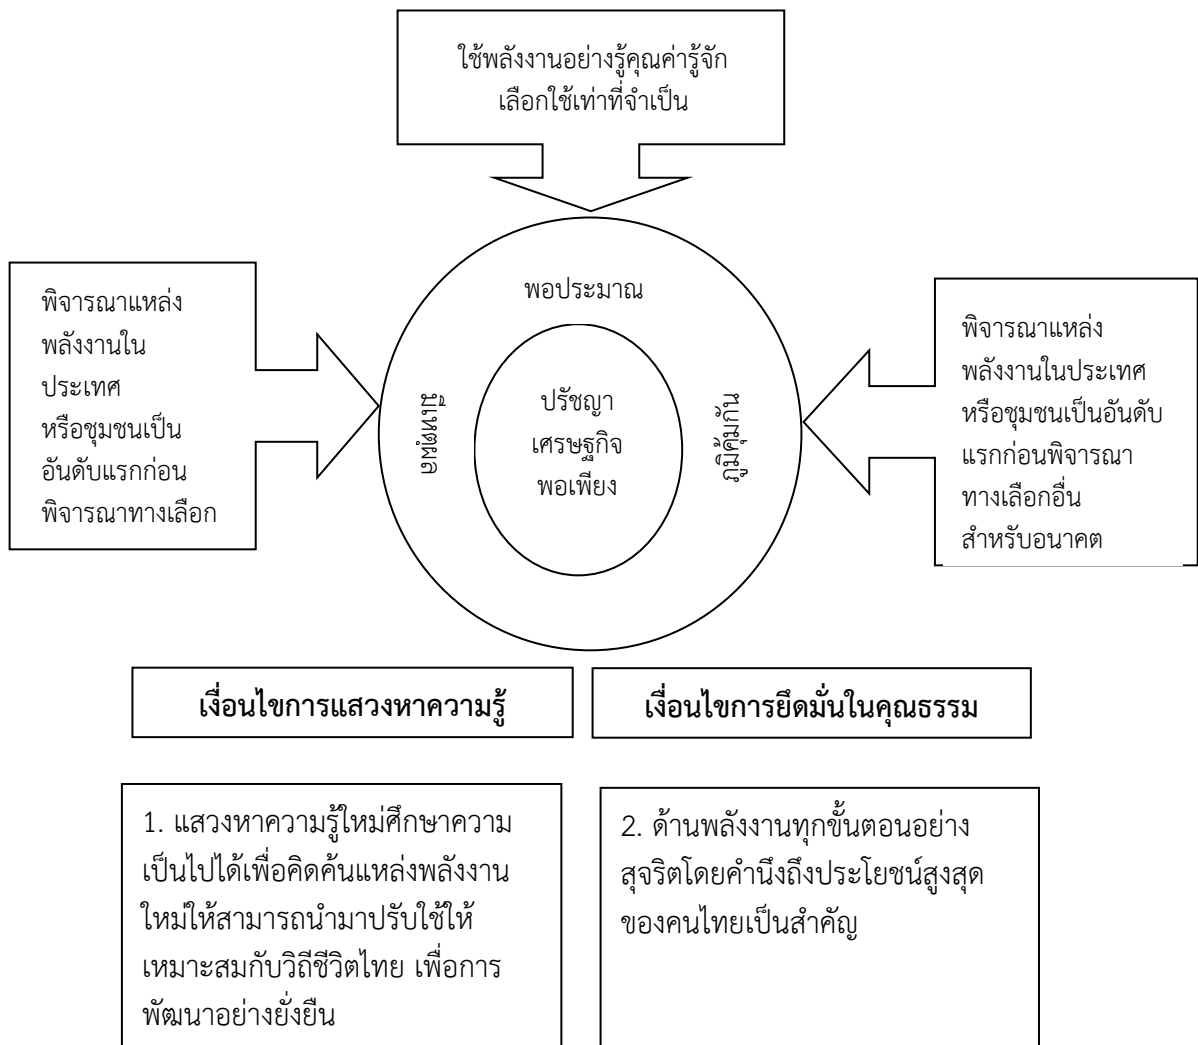 ใช้พลังงานอย่างรู้คุณค่ารู้จัก
เลือกใช้เท่าที่จำเป็น
พิจารณาแหล่ง
พลังงานใน
ประเทศ
หรือชุมชนเป็น
อันดับแรกก่อน
พิจารณาทางเลือก
พอประมาณ
มีเหตุผล
ปรัชญา
เศรษฐกิจ
พอเพียง
ภูมิคุ้มกัน
พิจารณาแหล่ง
พลังงานในประเทศ
หรือชุมชนเป็นอันดับ
แรกก่อนพิจารณา
ทางเลือกอื่น
สำหรับอนาคต
เงื่อนไขการแสวงหาความรู้
เงื่อนไขการยึดมั่นในคุณธรรม
1. แสวงหาความรู้ใหม่ศึกษาความ
เป็นไปได้เพื่อคิดค้นแหล่งพลังงาน
ใหม่ให้สามารถนำมาปรับใช้ให้
เหมาะสมกับวิถีชีวิตไทย เพื่อการ
พัฒนาอย่างยั่งยืน
2. ด้านพลังงานทุกขั้นตอนอย่าง
สุจริตโดยคำนึงถึงประโยชน์สูงสุด
ของคนไทยเป็นสำคัญ